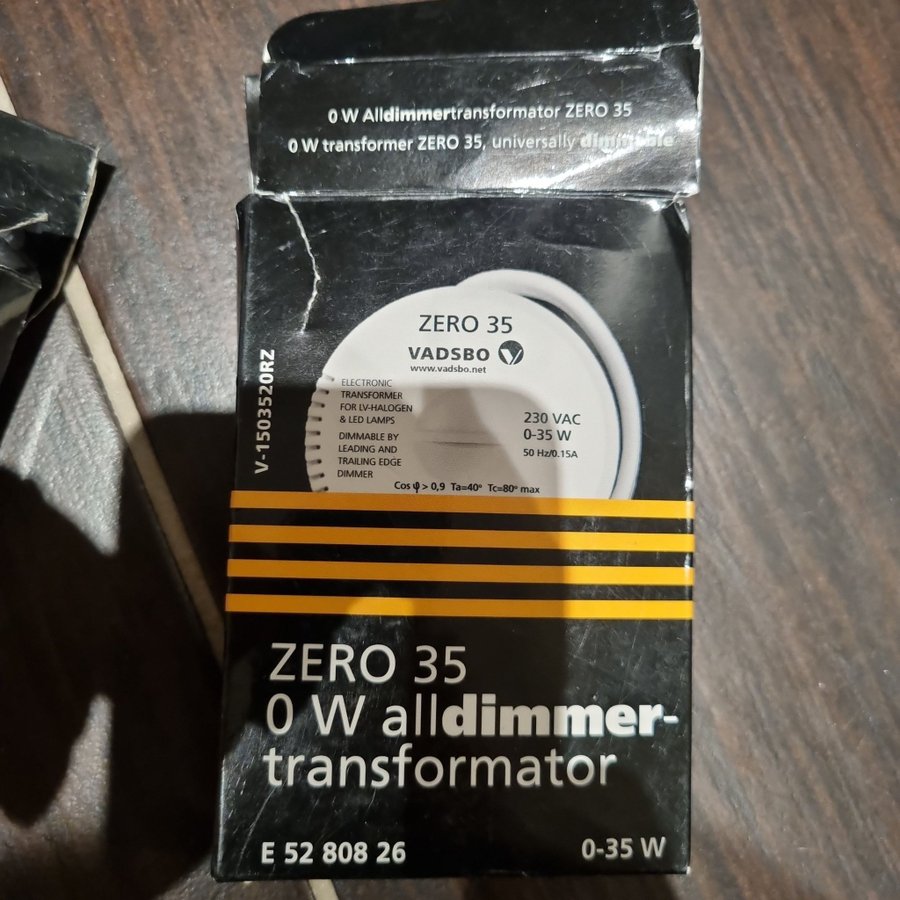 0 W Alldimmertransformator ZERO 35
0 W transformer ZERO 35, universally dimmable
ZERO 35
VADSBO
www.vadsbo.net
ELECTRONIC
TRANSFORMER
FOR LV-HALOGEN
& LED LAMPS
DIMMABLE BY
LEADING AND
TRAILING EDGE
DIMMER
230 VAC
0-35 W
50 Hz/0.15A
Cos φ > 0,9 Ta=40° Tc=80° max
V-1503520RZ
ZERO 35
0 W alldimmer-
transformator
E 52 808 26
0-35 W